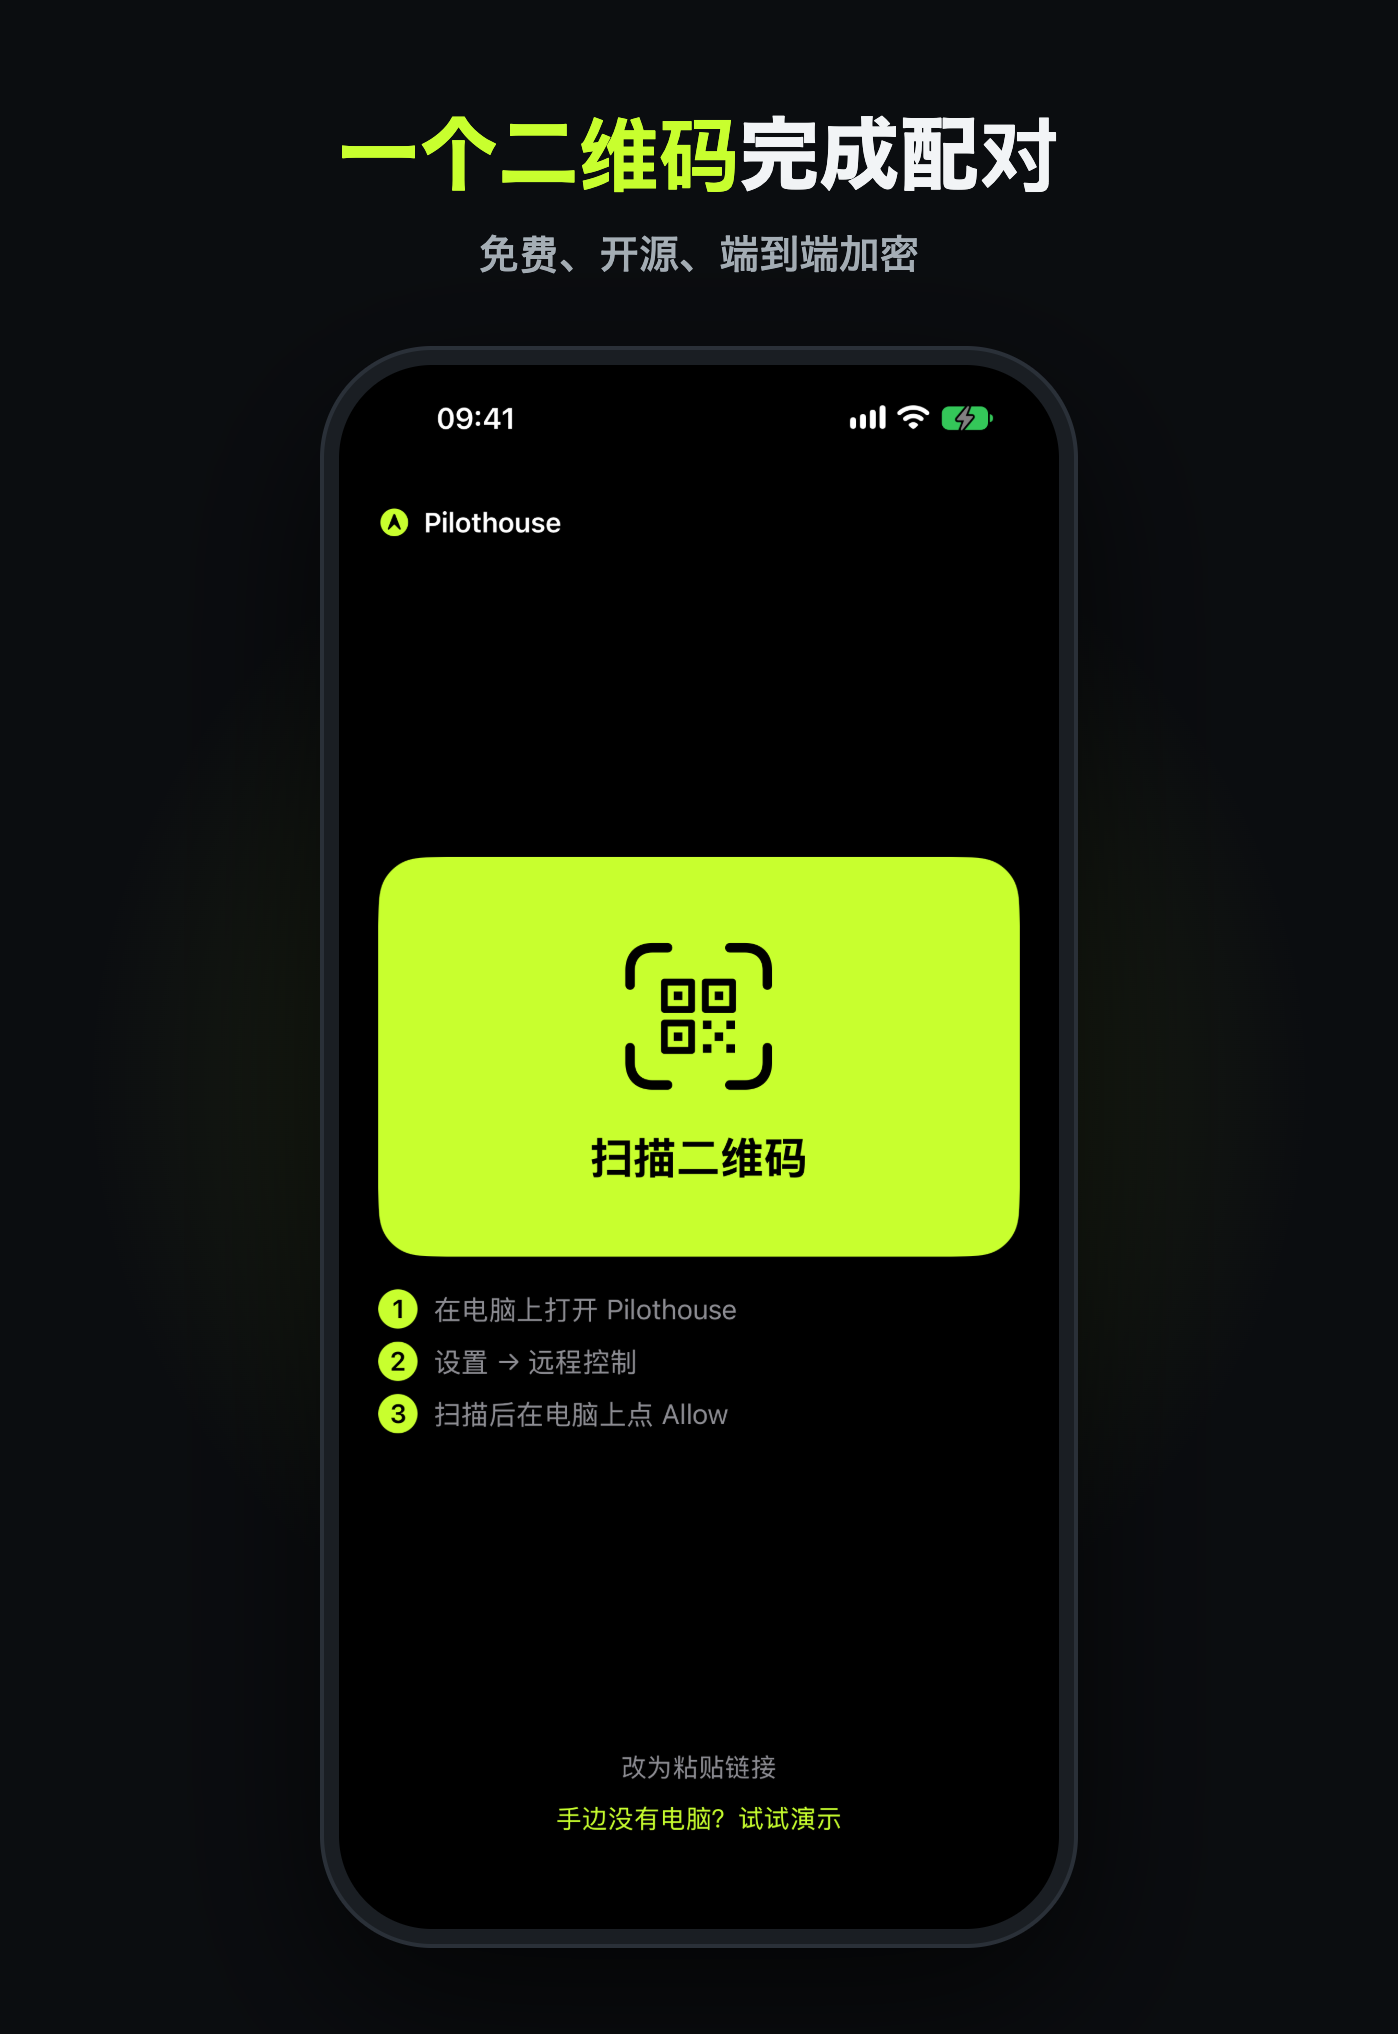 一个二维码完成配对
免费、开源、端到端加密
09:41
Pilothouse
扫描二维码
1 在电脑上打开 Pilothouse
2 设置 → 远程控制
3 扫描后在电脑上点 Allow
改为粘贴链接
手边没有电脑？试试演示